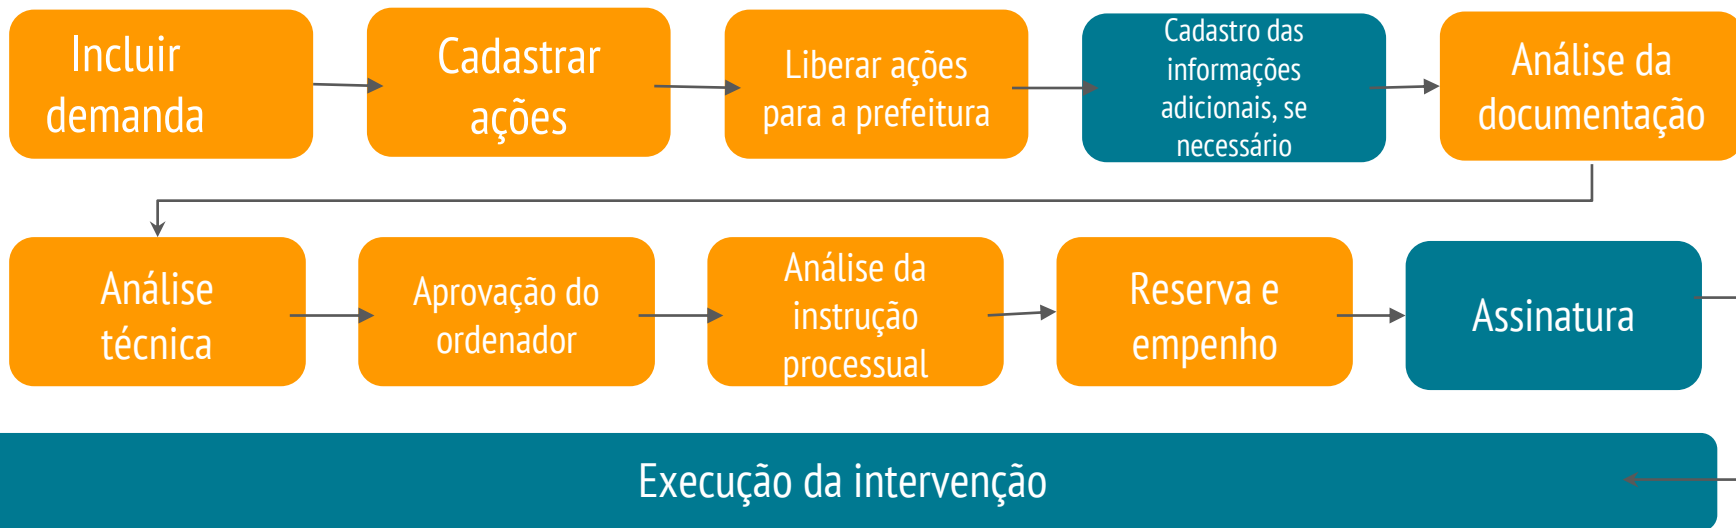 Incluir
demanda
Cadastrar
ações
Liberar ações
para a prefeitura
Cadastro das
informações
adicionais, se
necessário
Análise da
documentação
Análise
técnica
Aprovação do
ordenador
Análise da
instrução
processual
Reserva e
empenho
Assinatura
Execução da intervenção